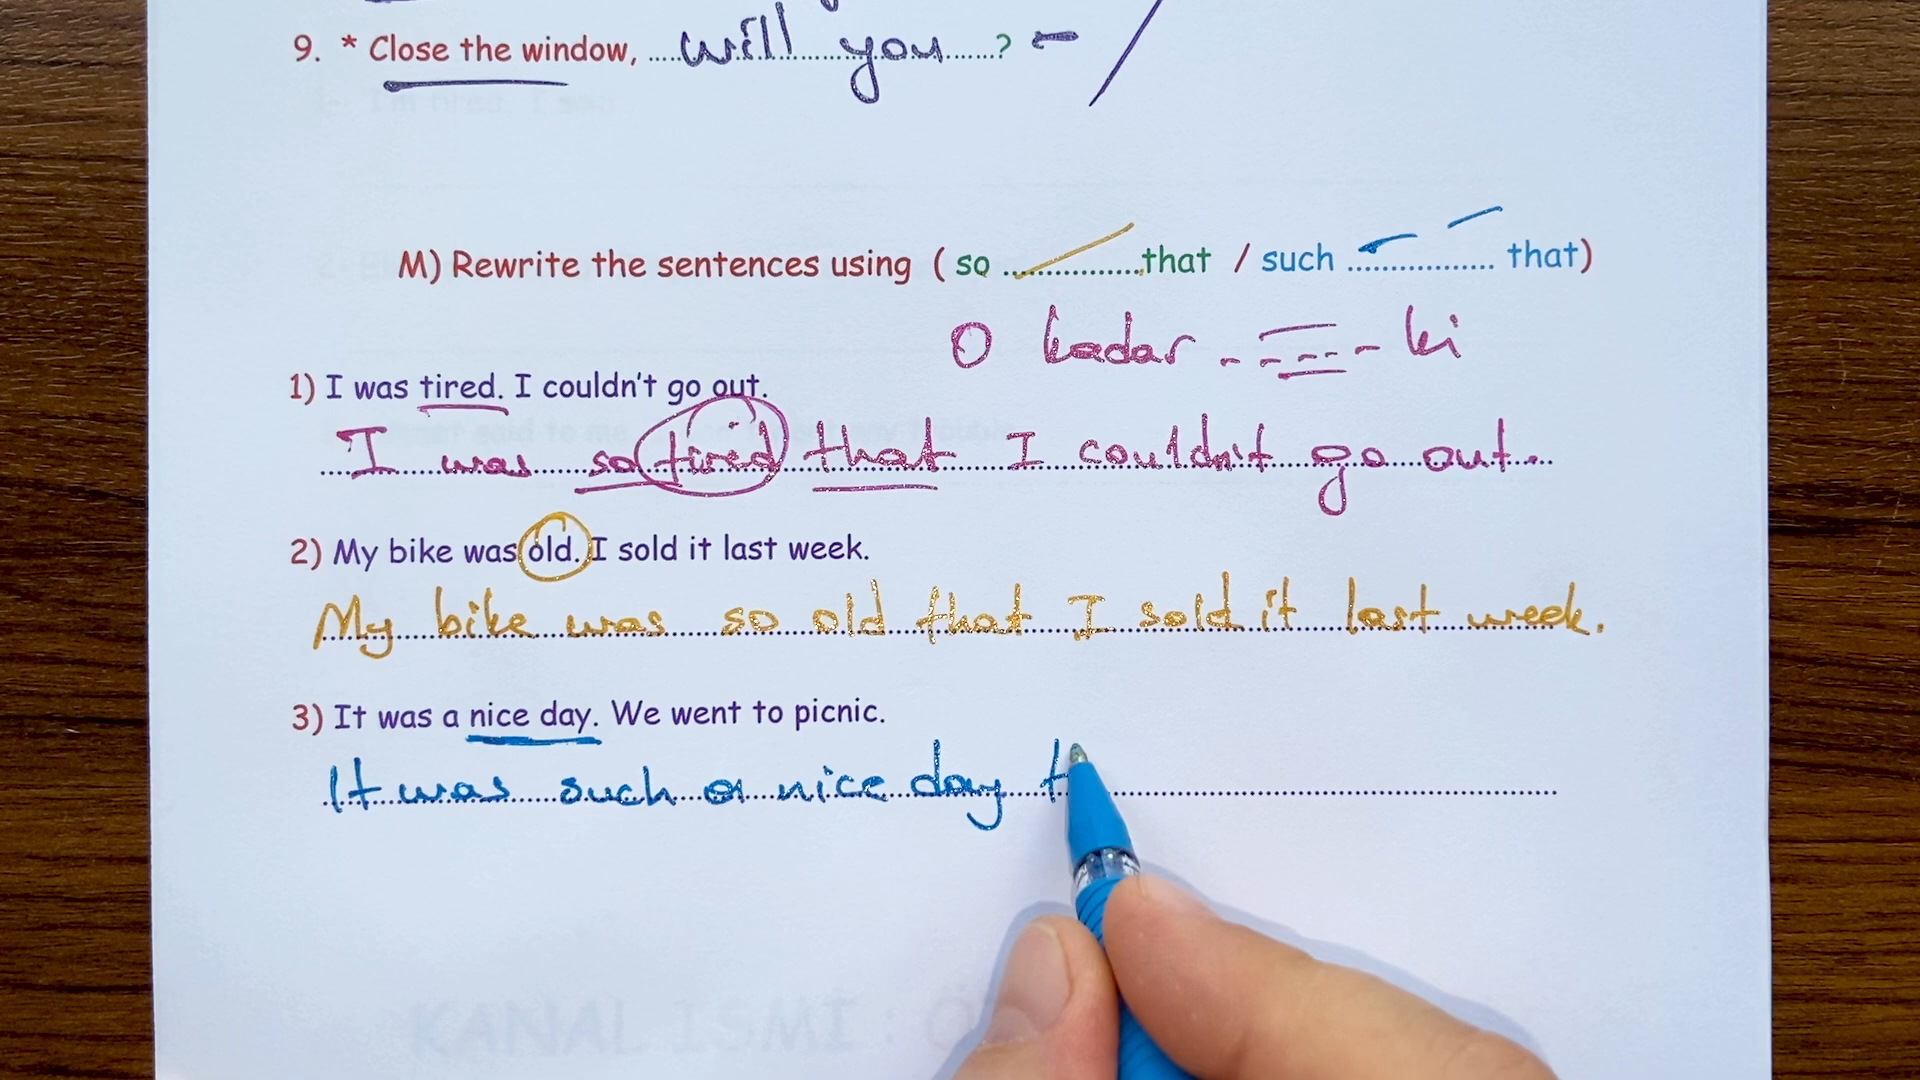 9. * Close the window, .....will you......?
M) Rewrite the sentences using ( so ...............that / such ................ that)
O kadar ------ ki
1) I was tired. I couldn't go out.
I was so tired that I couldn't go out.
2) My bike was old. I sold it last week.
My bike was so old that I sold it last week.
3) It was a nice day. We went to picnic.
It was such a nice day t
KANAL ISMI : Ö